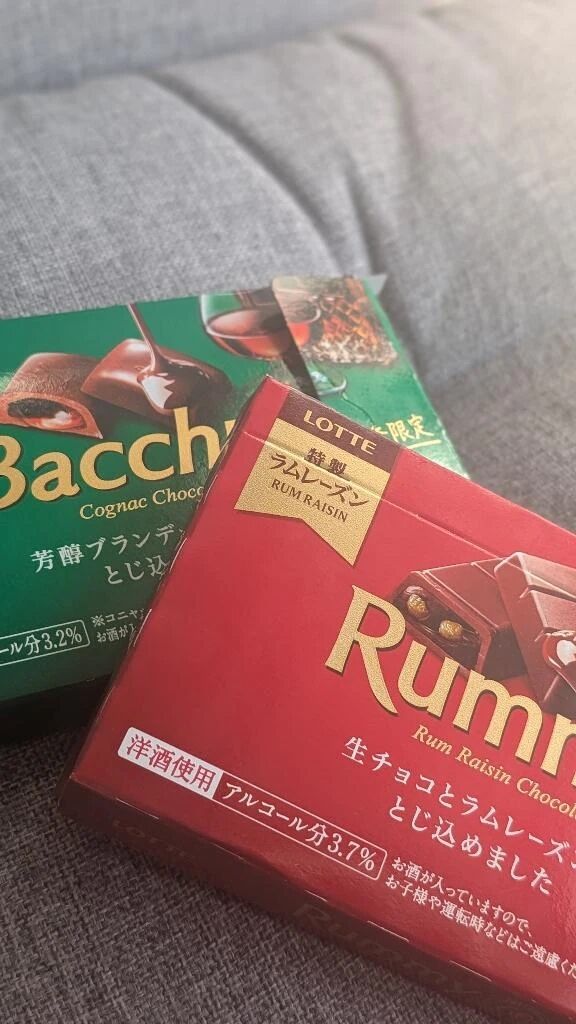 Bacch
限定
Cognac Choco
芳醇ブランデ
とじ込
※コニャ
お酒が
ール分3.2%
LOTTE
特製
ラムレーズン
RUM RAISIN
Rumm
Rum Raisin Chocola
生チョコとラムレーズ
とじ込めました
洋酒使用
アルコール分3.7%
お酒が入っていますので、
お子様や運転時などはご遠慮くだ
LOTTE
Rummy